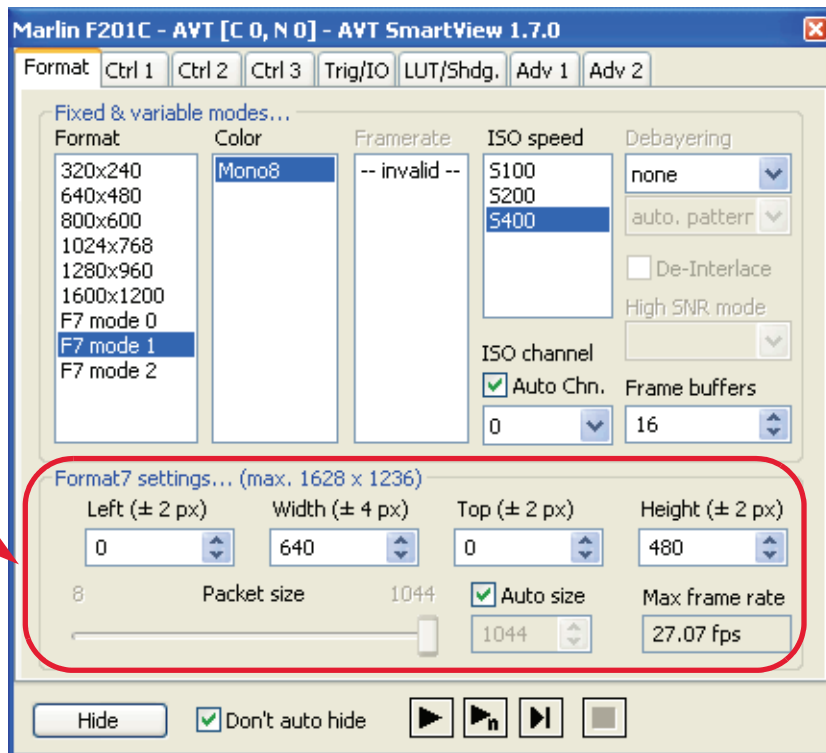 Marlin F201C - AVT [C 0, N 0] - AVT SmartView 1.7.0
Format Ctrl 1 Ctrl 2 Ctrl 3 Trig/IO LUT/Shdg. Adv 1 Adv 2
Fixed & variable modes...
Format Color Framerate ISO speed Debayering
320x240
640x480
800x600
1024x768
1280x960
1600x1200
F7 mode 0
F7 mode 1
F7 mode 2
Mono8
-- invalid --
S100
S200
S400
none
auto. patterr
De-Interlace
High SNR mode
ISO channel
Auto Chn.
0
Frame buffers
16
Format7 settings... (max. 1628 x 1236)
Left (± 2 px) Width (± 4 px) Top (± 2 px) Height (± 2 px)
0 640 0 480
8 Packet size 1044 Auto size Max frame rate
1044 27.07 fps
Hide Don't auto hide n